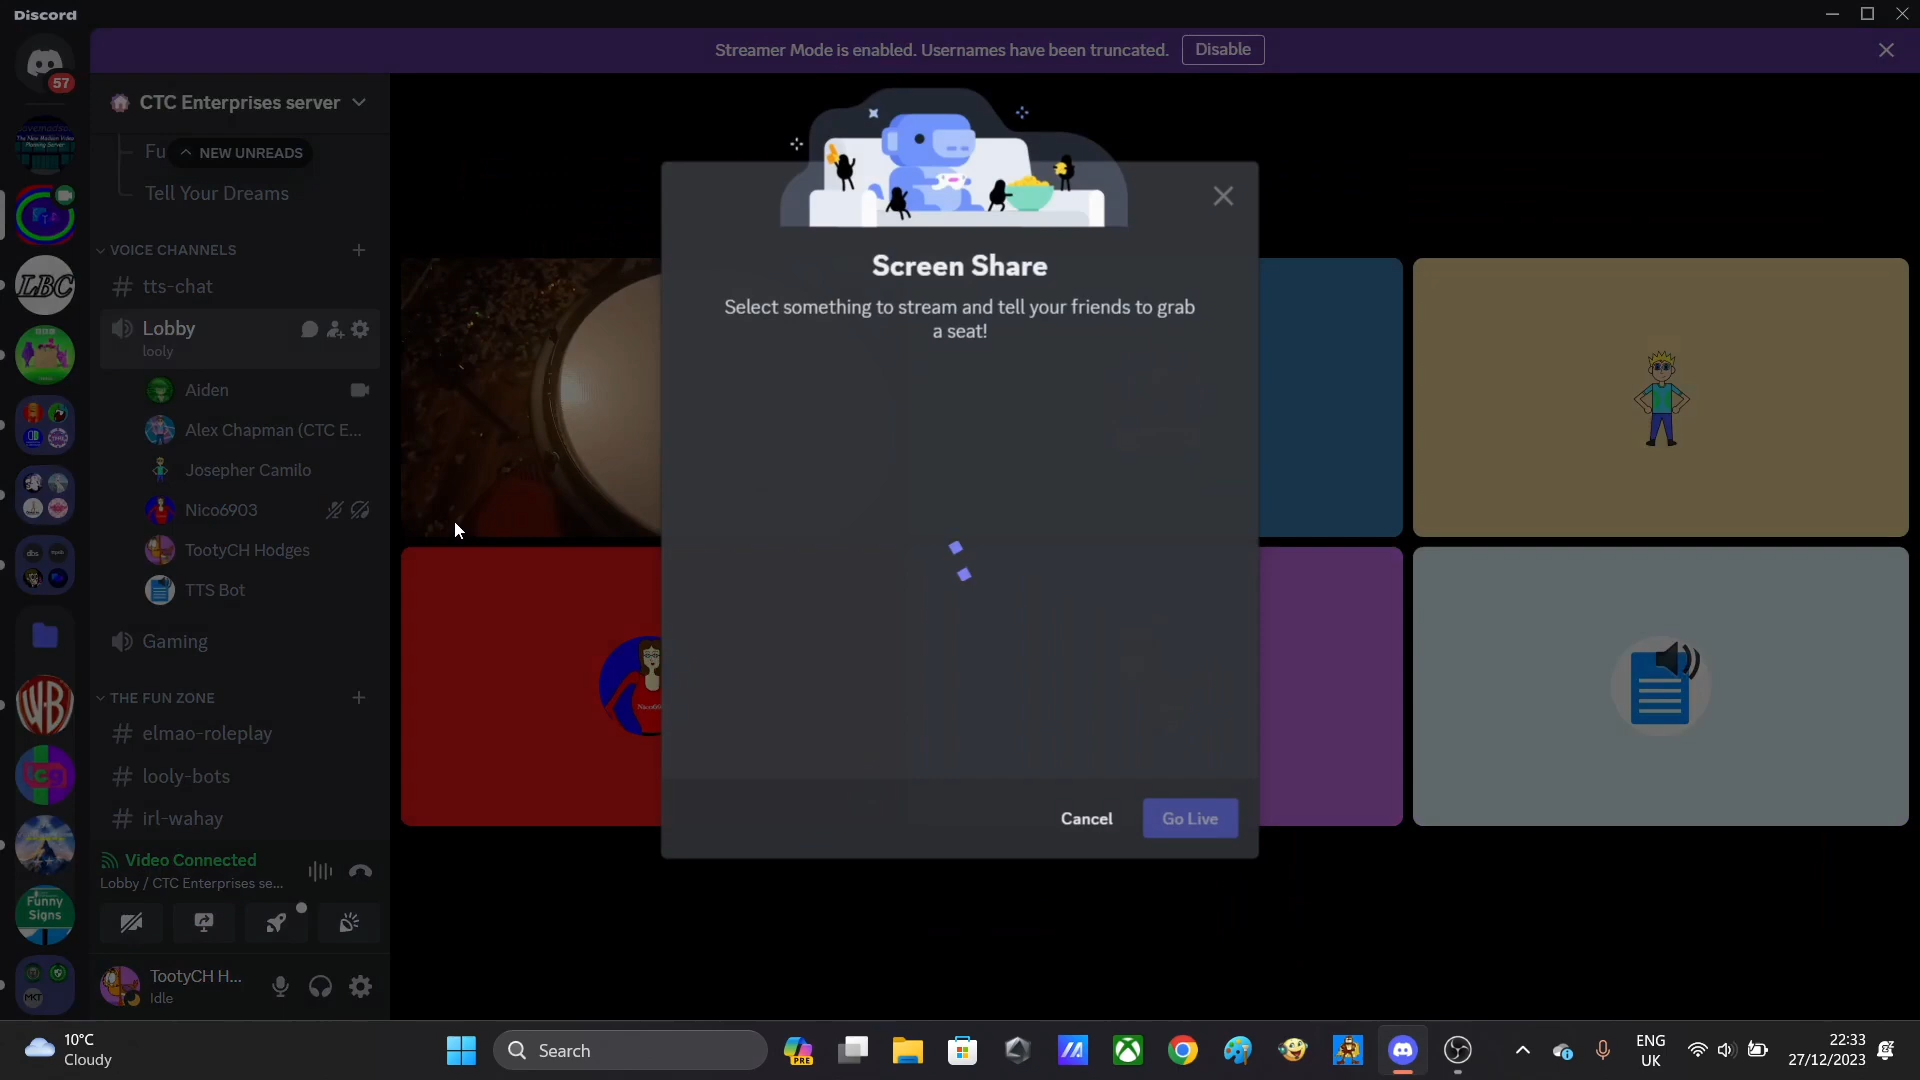 Discord
Streamer Mode is enabled. Usernames have been truncated.
Disable
57
CTC Enterprises server
Fu
NEW UNREADS
Tell Your Dreams
VOICE CHANNELS
tts-chat
Lobby
looly
Aiden
Alex Chapman (CTC E...
Josepher Camilo
Nico6903
TootyCH Hodges
TTS Bot
Gaming
THE FUN ZONE
elmao-roleplay
looly-bots
irl-wahay
Video Connected
Lobby / CTC Enterprises se...
TootyCH H...
Idle
LBC
WB
Funny
Signs
MKT
Screen Share
Select something to stream and tell your friends to grab
a seat!
Cancel
Go Live
10°C
Cloudy
Search
PRE
ENG
UK
22:33
27/12/2023